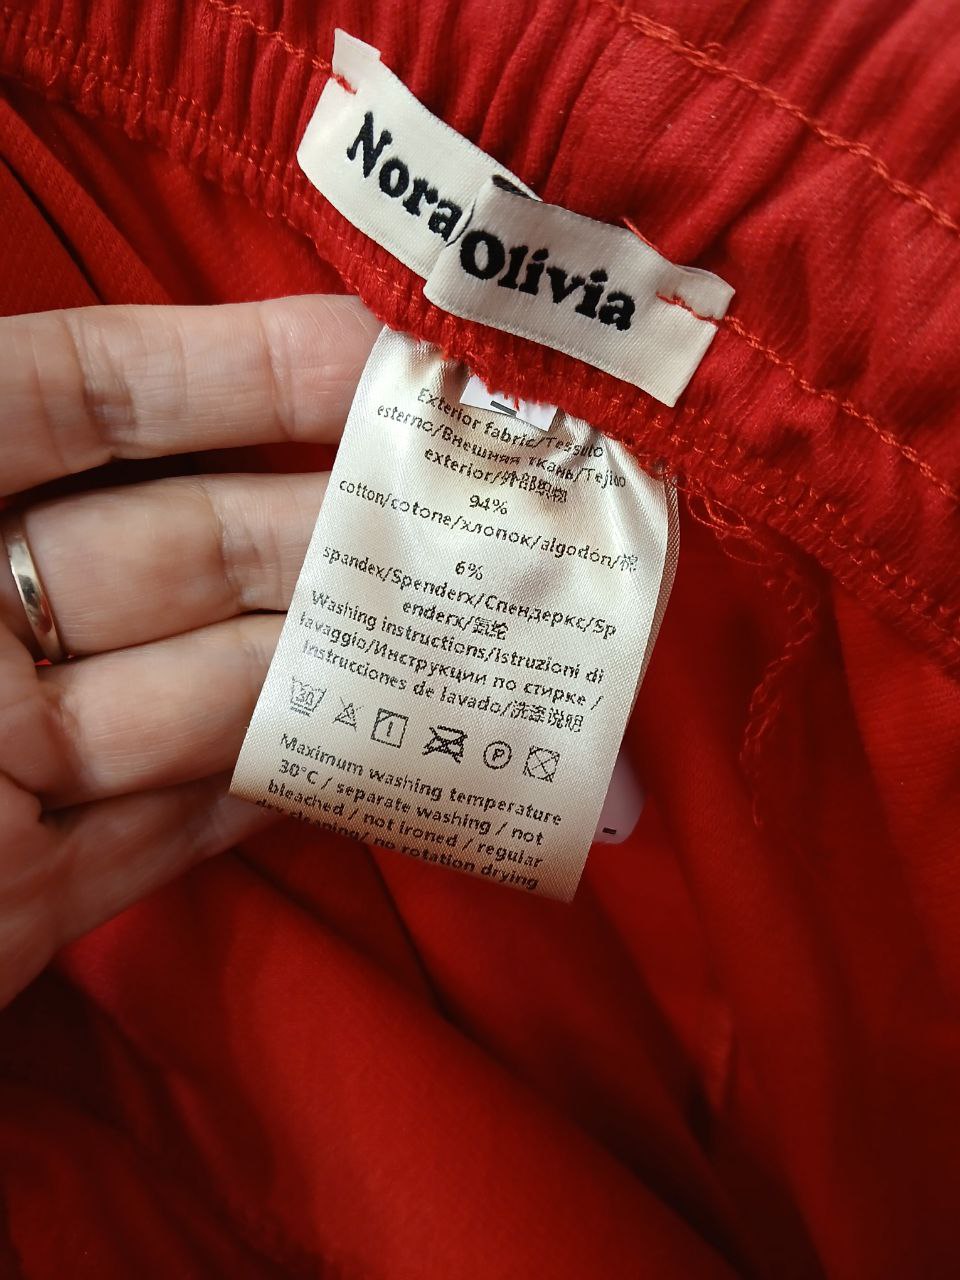 Nora
Olivia
Exterior fabric/Tessuto
esterno/Внешняя ткань/Tejido
exterior/外部织物
94%
cotton/cotone/хлопок/algodón/棉
6%
spandex/Spenderx/Спендеркс/Sp
enderx/氨纶
Washing instructions/Istruzioni di
lavaggio/Инструкции по стирке /
Instrucciones de lavado/洗涤说明
30
P
Maximum washing temperature
30°C / separate washing / not
bleached / not ironed / regular
dry cleaning/ no rotation drying